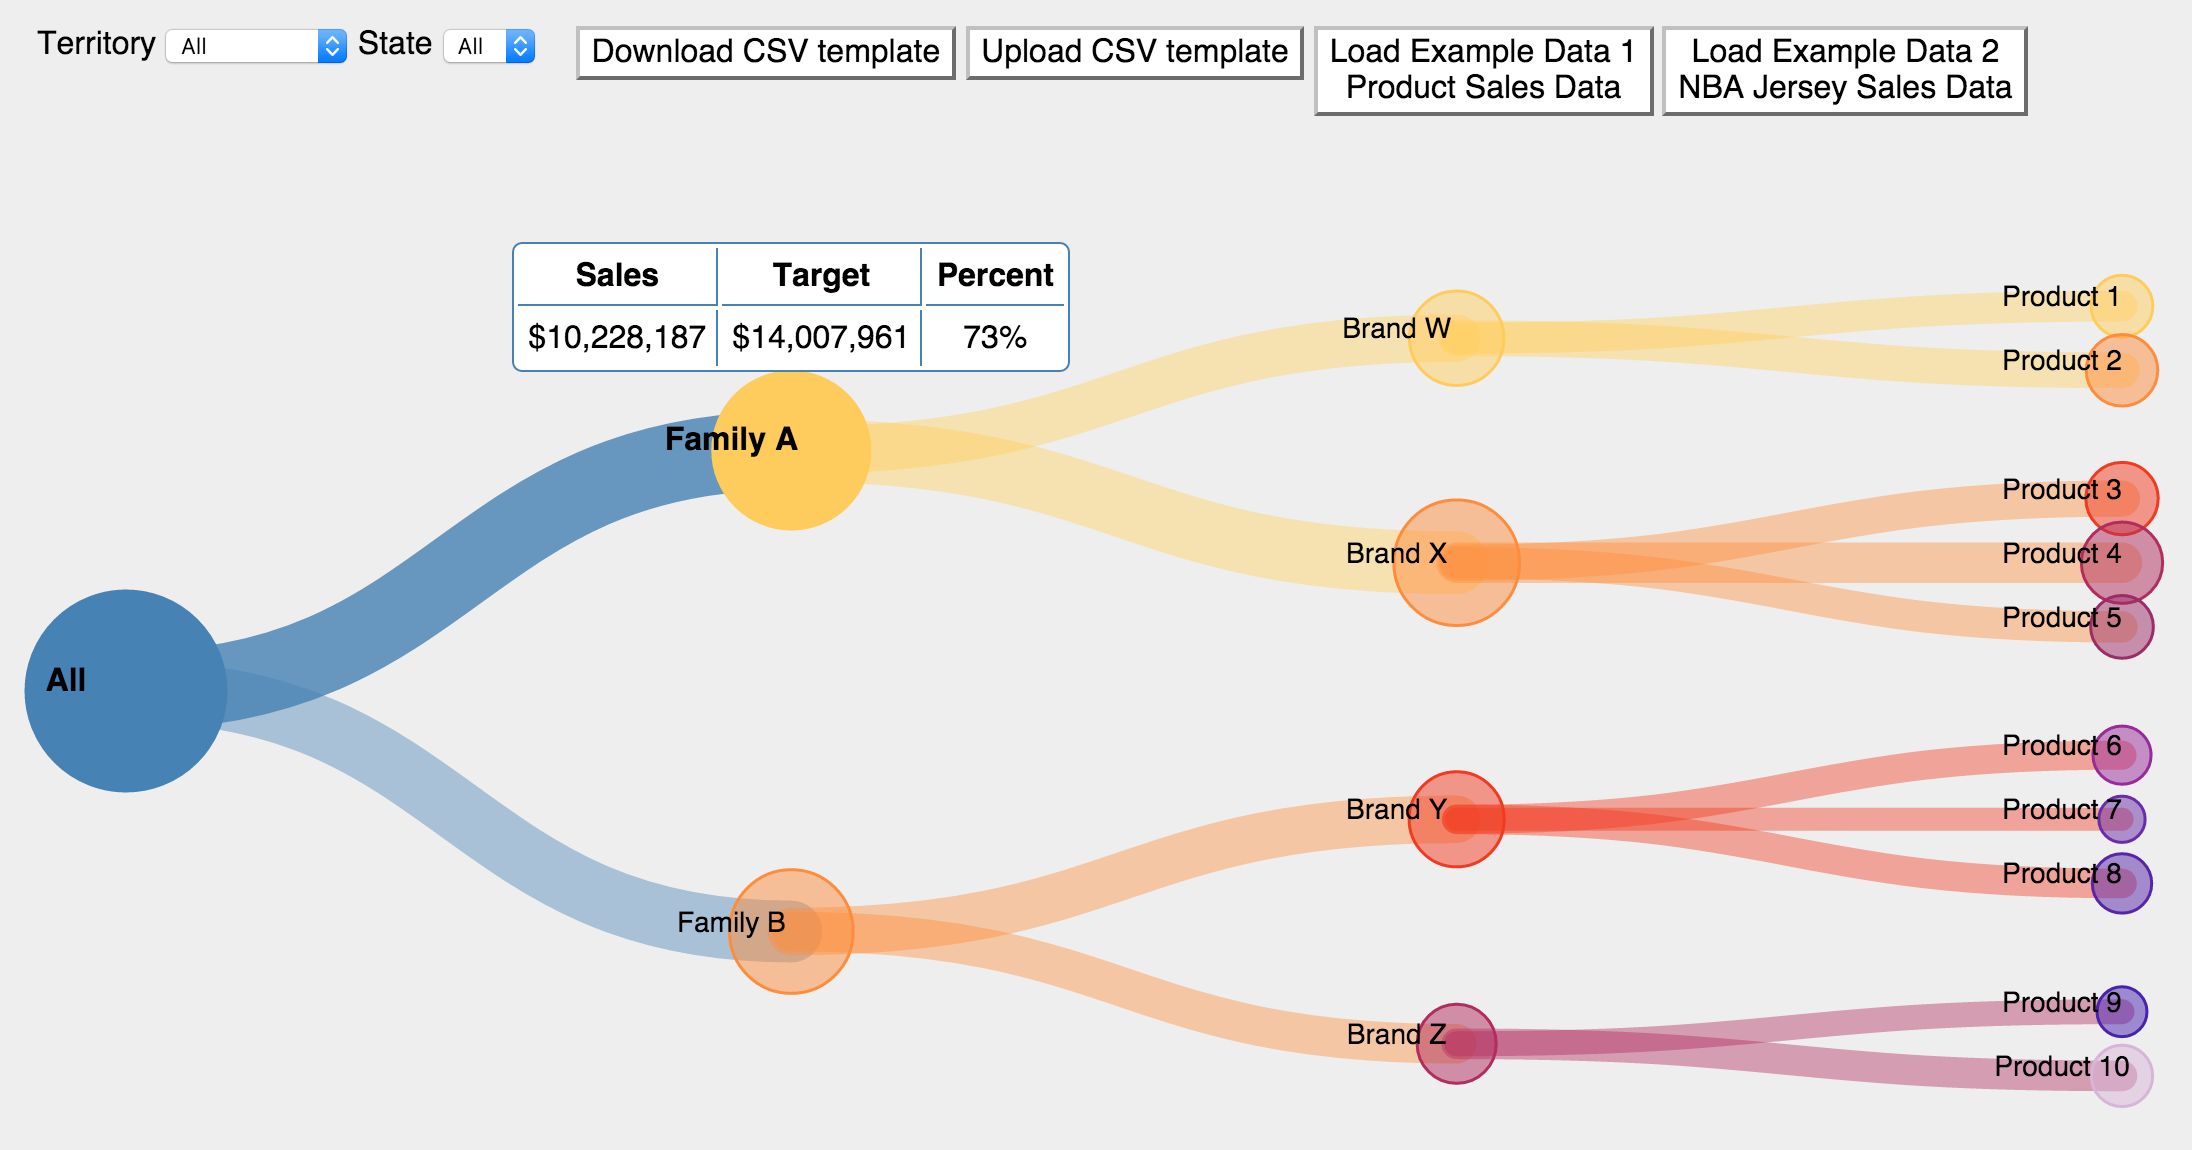 Territory All State All
Download CSV template
Upload CSV template
Load Example Data 1
Product Sales Data
Load Example Data 2
NBA Jersey Sales Data
Sales Target Percent
$10,228,187 $14,007,961 73%
All
Family A
Family B
Brand W
Brand X
Brand Y
Brand Z
Product 1
Product 2
Product 3
Product 4
Product 5
Product 6
Product 7
Product 8
Product 9
Product 10